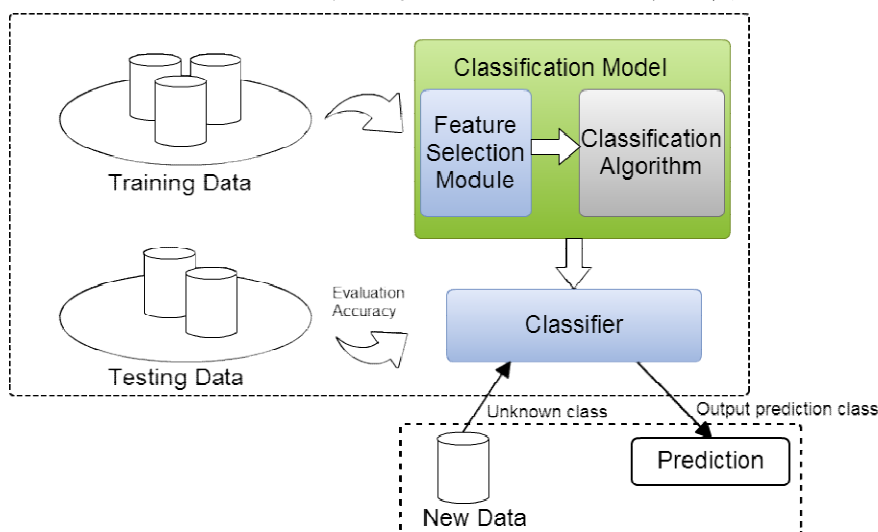 Classification Model
Feature
Selection
Module
Classification
Algorithm
Training Data
Evaluation
Accuracy
Classifier
Testing Data
Unknown class
Output prediction class
Prediction
New Data